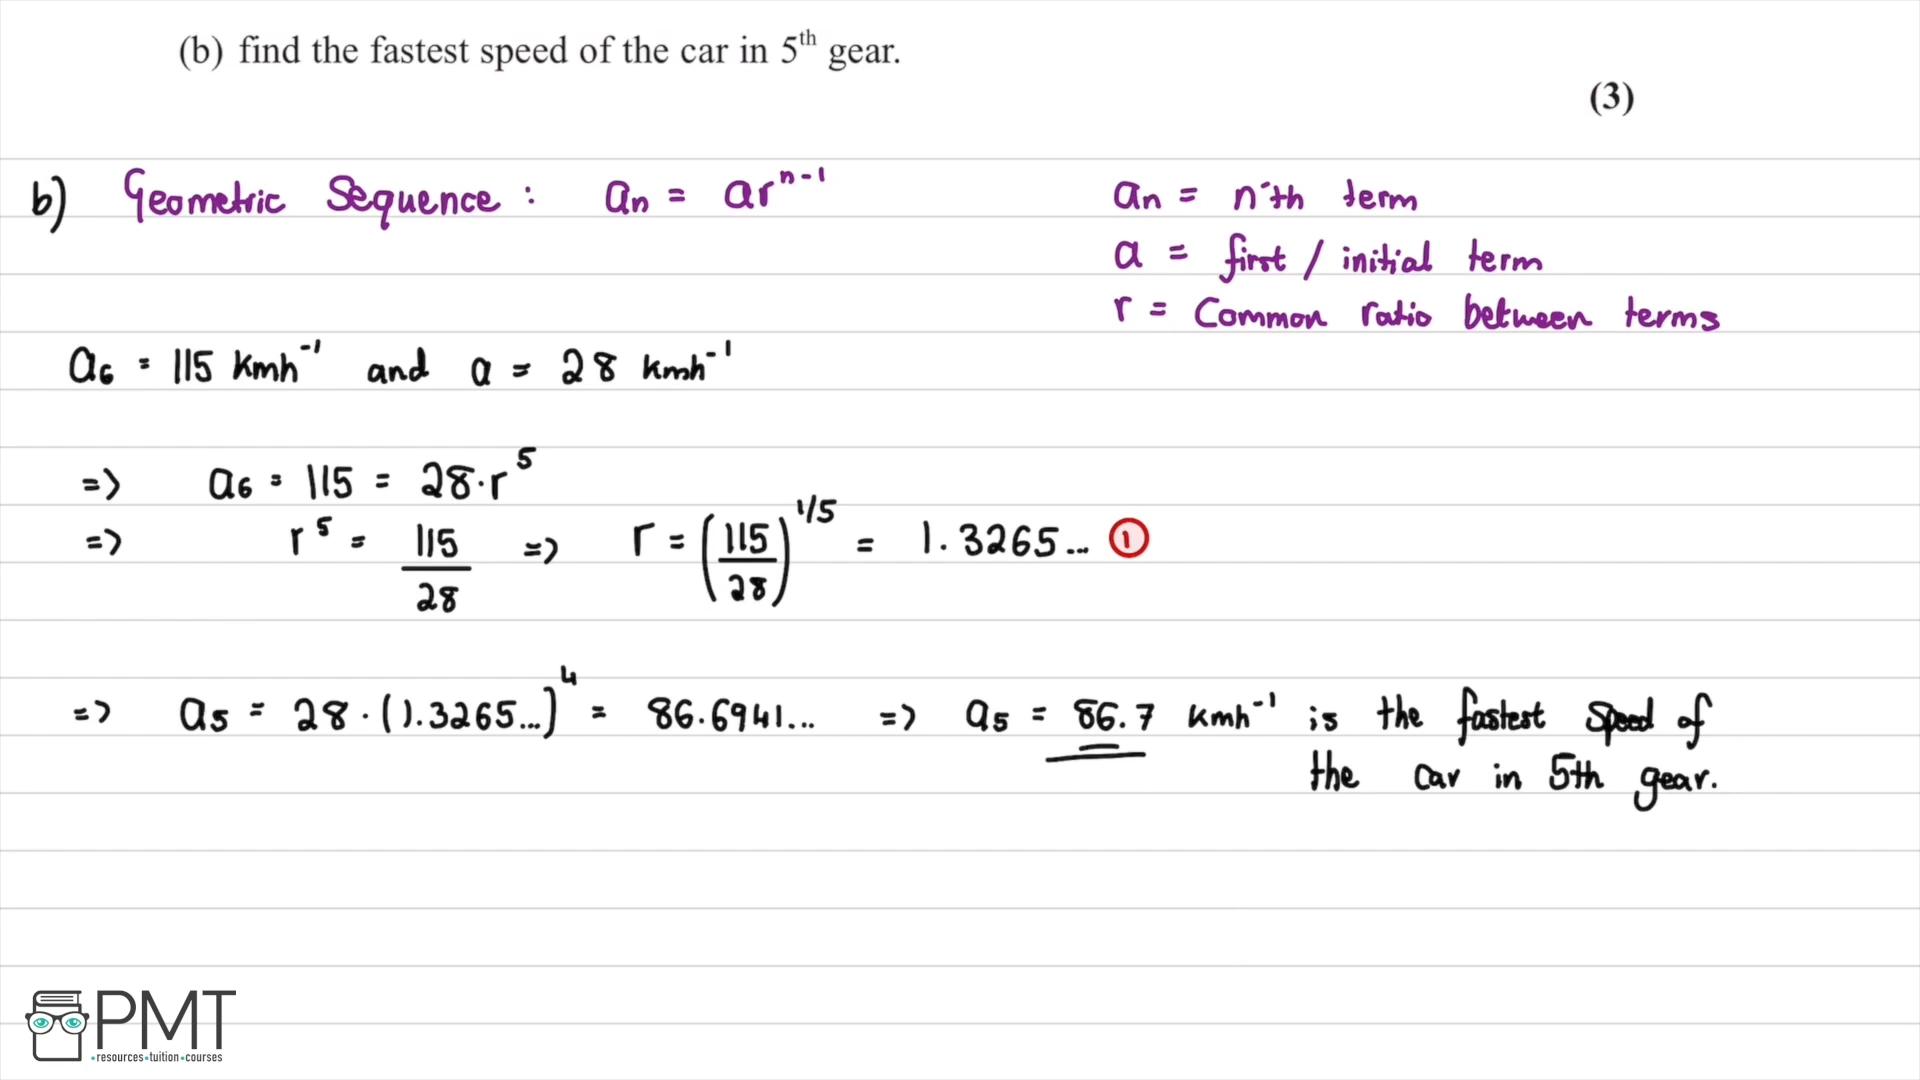 (b) find the fastest speed of the car in 5th gear.
(3)
b) Geometric Sequence : aₙ = arⁿ⁻¹
aₙ = n'th term
a = first / initial term
r = Common ratio between terms
a₆ = 115 kmh⁻¹ and a = 28 kmh⁻¹
=> a₆ = 115 = 28·r⁵
=> r⁵ = 115/28 => r = (115/28)^1/5 = 1.3265... ①
=> a₅ = 28·(1.3265...)⁴ = 86.6941... => a₅ = 86.7 kmh⁻¹ is the fastest speed of
the car in 5th gear.
PMT
•resources•tuition•courses